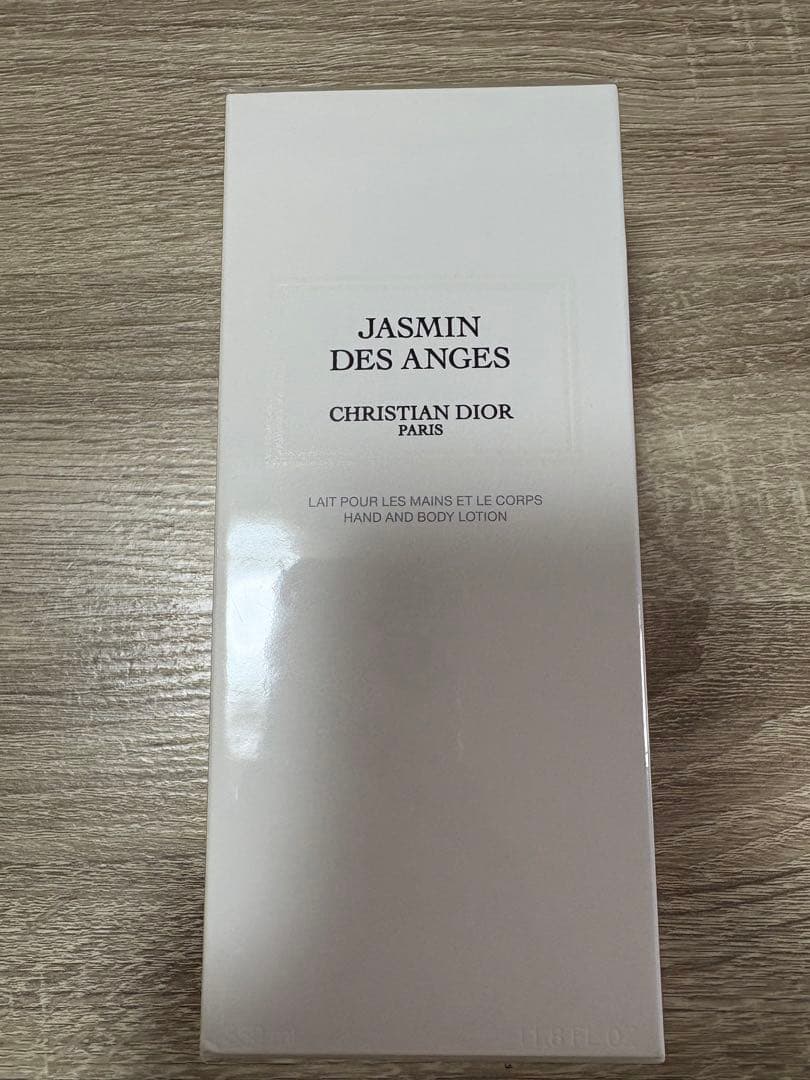 JASMIN
DES ANGES
CHRISTIAN DIOR
PARIS
LAIT POUR LES MAINS ET LE CORPS
HAND AND BODY LOTION